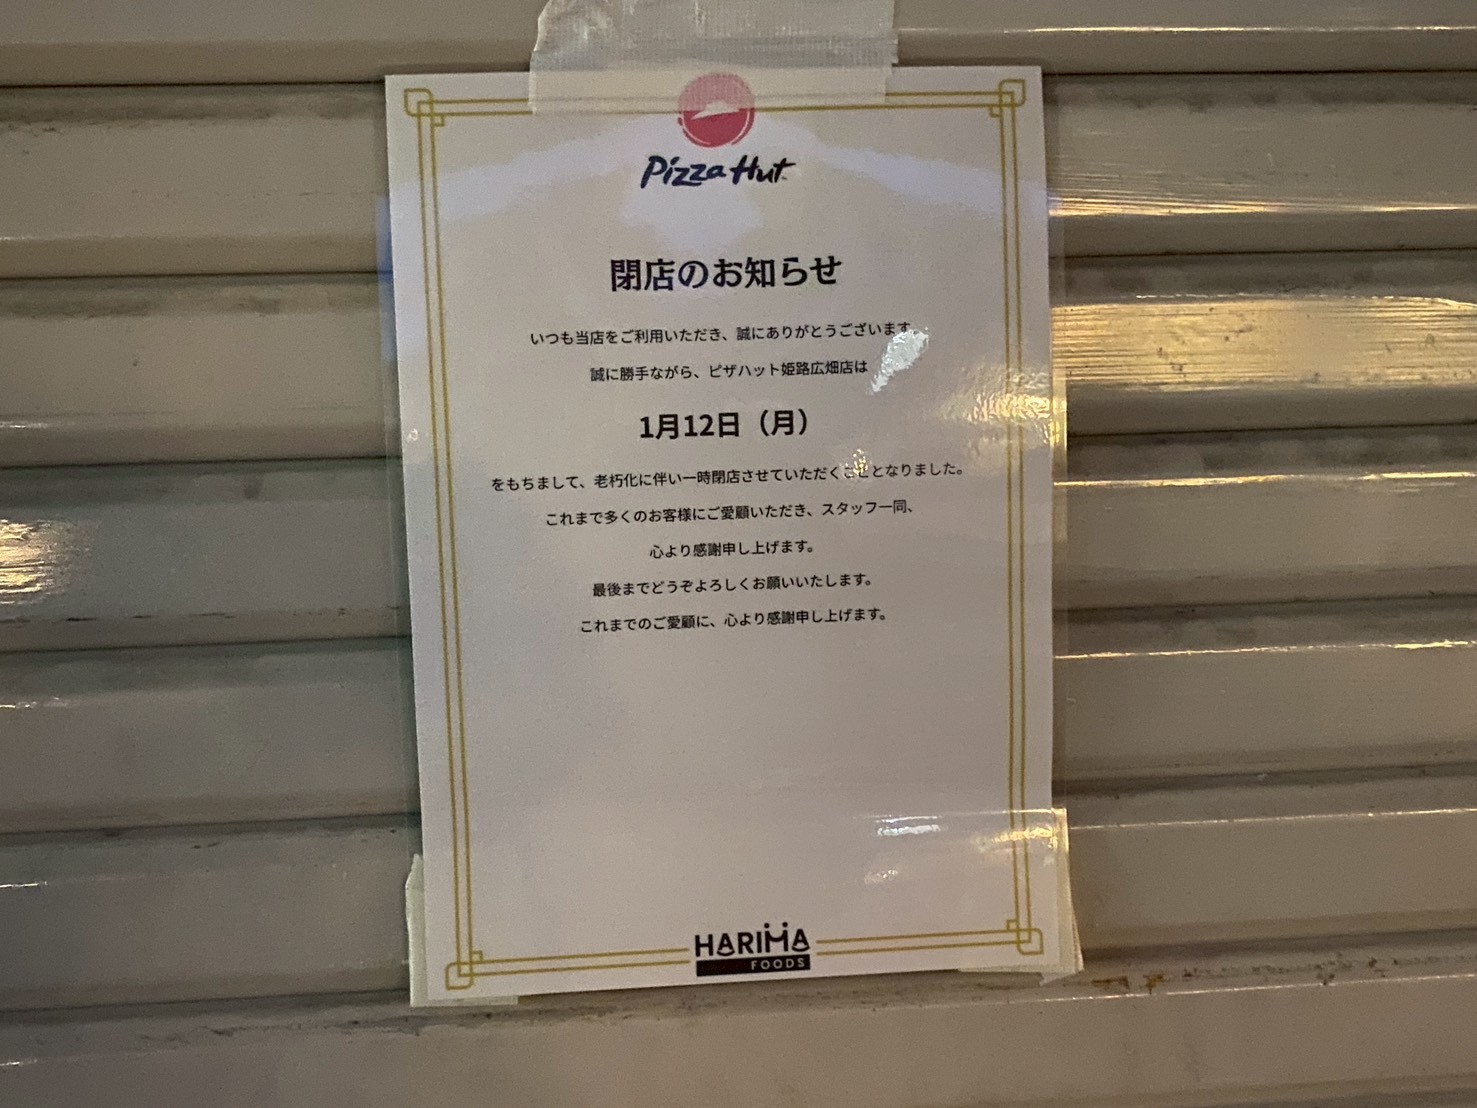 Pizza Hut
閉店のお知らせ
いつも当店をご利用いただき、誠にありがとうございます。
誠に勝手ながら、ピザハット姫路広畑店は
1月12日（月）
をもちまして、老朽化に伴い一時閉店させていただくこととなりました。
これまで多くのお客様にご愛顧いただき、スタッフ一同、
心より感謝申し上げます。
最後までどうぞよろしくお願いいたします。
これまでのご愛顧に、心より感謝申し上げます。
HARIMA
FOODS